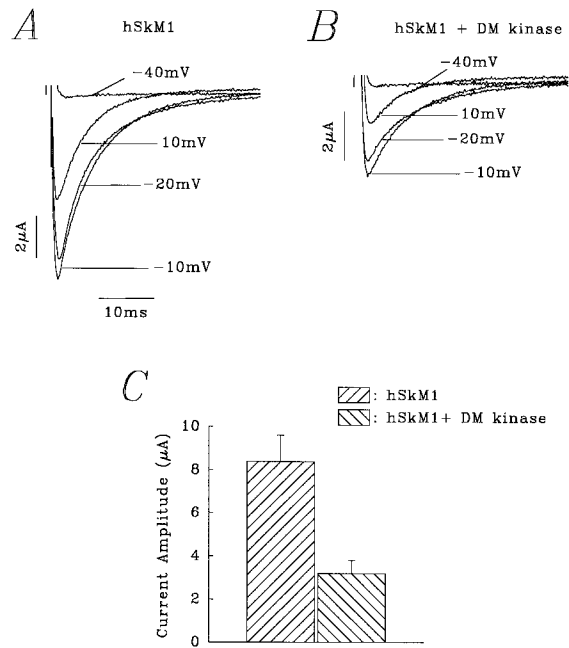 A
hSkM1
B
hSkM1 + DM kinase
−40mV
10mV
−20mV
−10mV
2μA
10ms
−40mV
10mV
−20mV
−10mV
2μA
C
: hSkM1
: hSkM1+ DM kinase
Current Amplitude (μA)
10
8
6
4
2
0